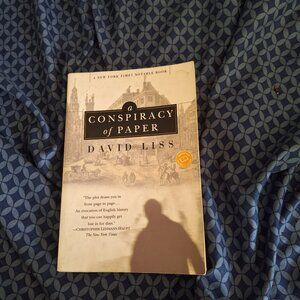 A NEW YORK TIMES NOTABLE BOOK
a
CONSPIRACY
of PAPER
DAVID LISS
"The plot draws you in
from page to page....
An evocation of English history
that you can happily get
lost in for days."
—CHRISTOPHER LEHMANN-HAUPT
The New York Times